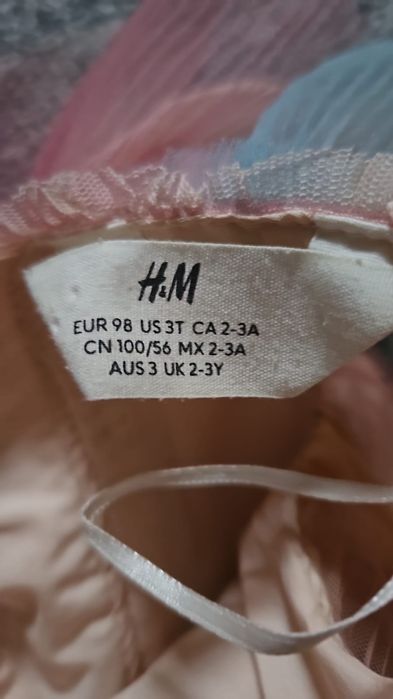 H&M
EUR 98 US 3T CA 2-3A
CN 100/56 MX 2-3A
AUS 3 UK 2-3Y